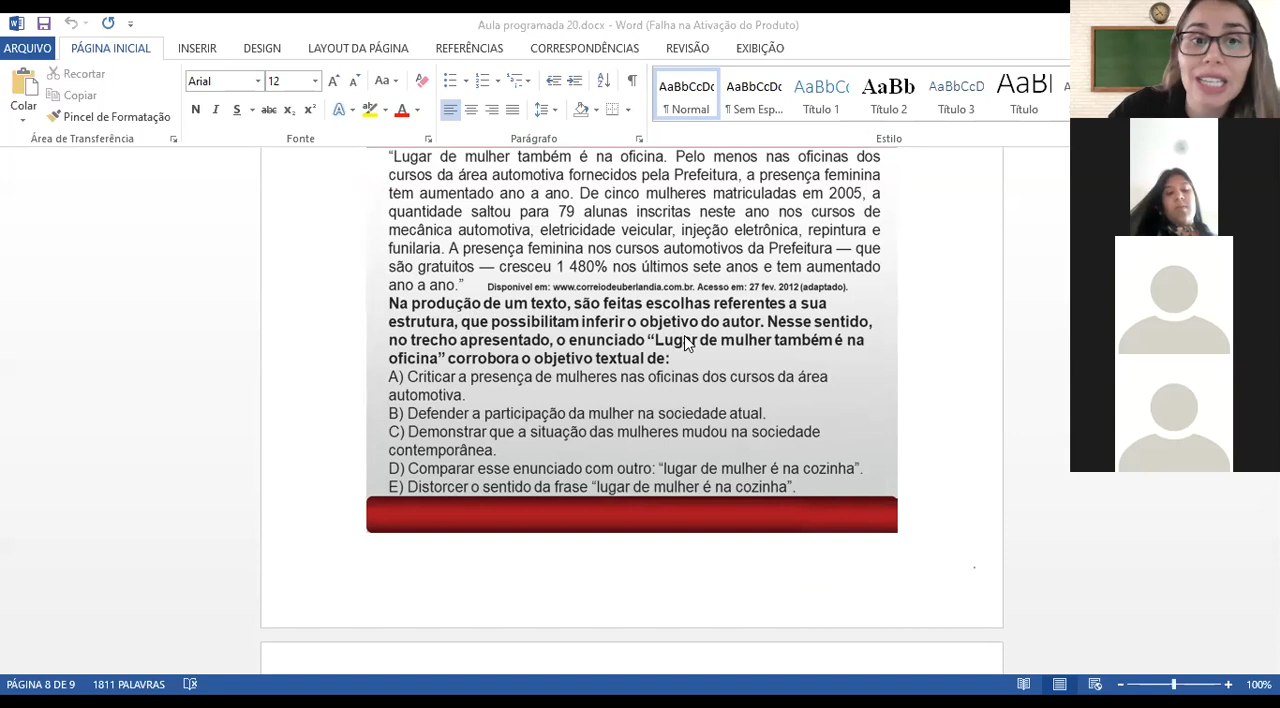 Aula programada 20.docx - Word (Falha na Ativação do Produto)
ARQUIVO PÁGINA INICIAL INSERIR DESIGN LAYOUT DA PÁGINA REFERÊNCIAS CORRESPONDÊNCIAS REVISÃO EXIBIÇÃO
Colar
Recortar
Copiar
Pincel de Formatação
Área de Transferência
Arial 12
N I S abc x₂ x²
Fonte
Parágrafo
AaBbCcDc AaBbCcDc AaBbCc AaBb AaBbCcD AaBl
¶ Normal ¶ Sem Esp... Título 1 Título 2 Título 3 Título
Estilo
“Lugar de mulher também é na oficina. Pelo menos nas oficinas dos
cursos da área automotiva fornecidos pela Prefeitura, a presença feminina
tem aumentado ano a ano. De cinco mulheres matriculadas em 2005, a
quantidade saltou para 79 alunas inscritas neste ano nos cursos de
mecânica automotiva, eletricidade veicular, injeção eletrônica, repintura e
funilaria. A presença feminina nos cursos automotivos da Prefeitura — que
são gratuitos — cresceu 1 480% nos últimos sete anos e tem aumentado
ano a ano.” Disponível em: www.correiodeuberlandia.com.br. Acesso em: 27 fev. 2012 (adaptado).
Na produção de um texto, são feitas escolhas referentes a sua
estrutura, que possibilitam inferir o objetivo do autor. Nesse sentido,
no trecho apresentado, o enunciado “Lugar de mulher também é na
oficina” corrobora o objetivo textual de:
A) Criticar a presença de mulheres nas oficinas dos cursos da área
automotiva.
B) Defender a participação da mulher na sociedade atual.
C) Demonstrar que a situação das mulheres mudou na sociedade
contemporânea.
D) Comparar esse enunciado com outro: “lugar de mulher é na cozinha”.
E) Distorcer o sentido da frase “lugar de mulher é na cozinha”.
PÁGINA 8 DE 9 1811 PALAVRAS 100%